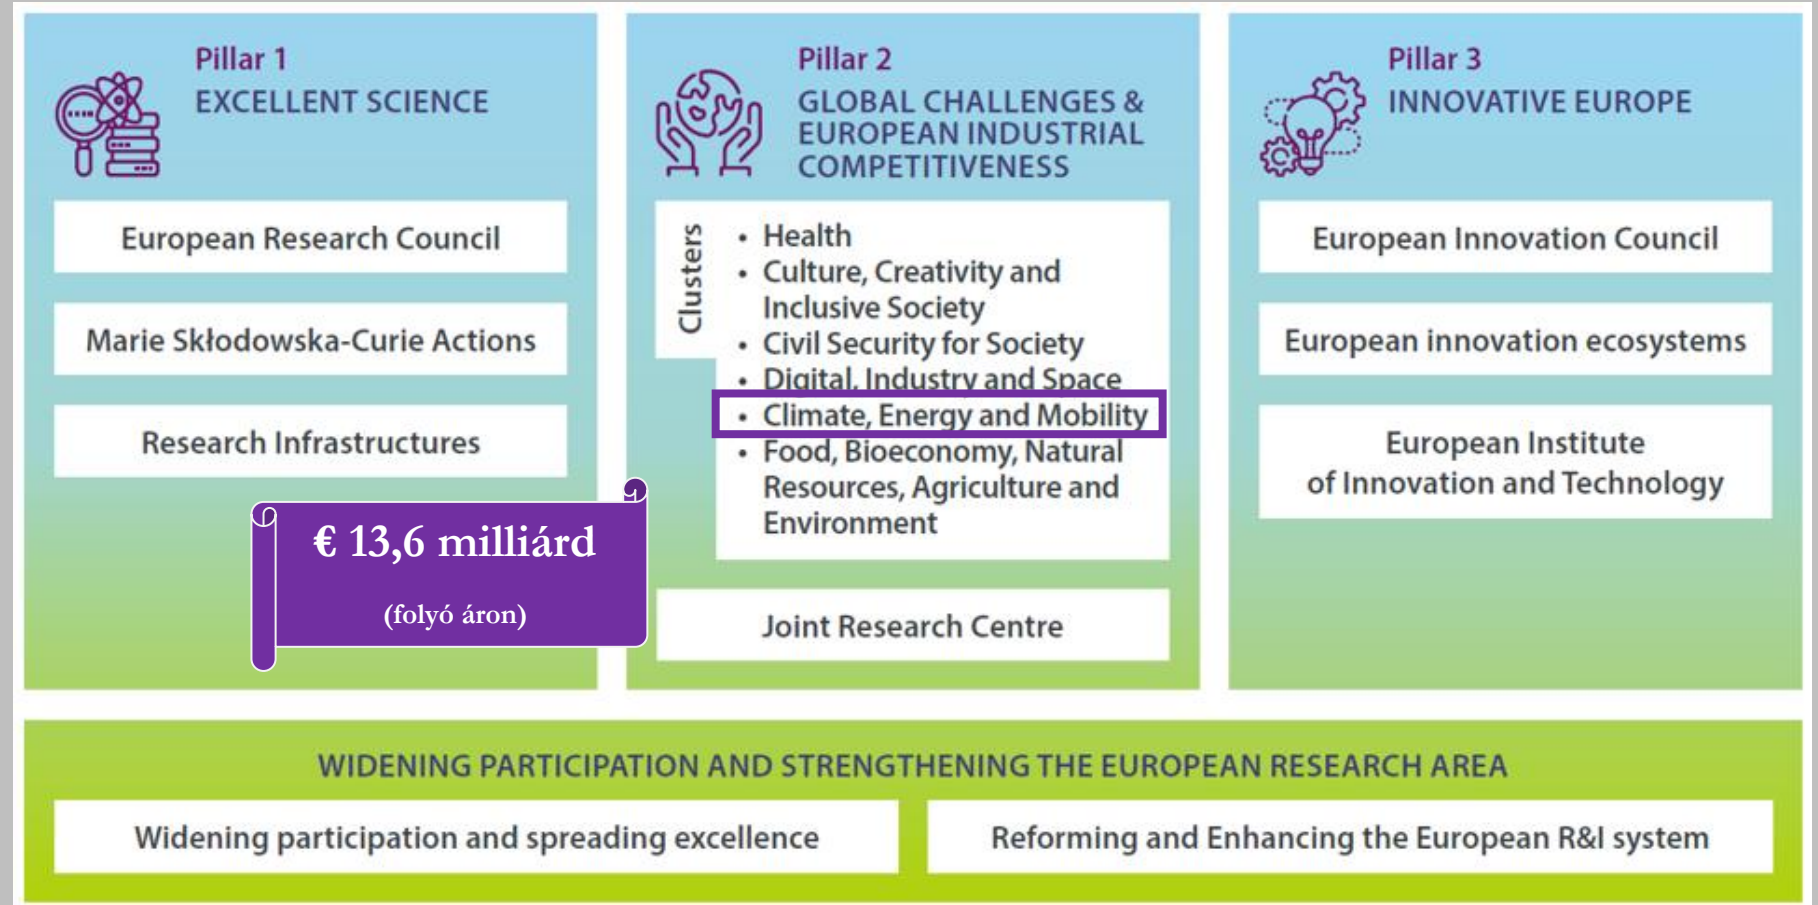 Pillar 1
EXCELLENT SCIENCE
European Research Council
Marie Skłodowska-Curie Actions
Research Infrastructures
€ 13,6 milliárd
(folyó áron)
Pillar 2
GLOBAL CHALLENGES &
EUROPEAN INDUSTRIAL
COMPETITIVENESS
Clusters
• Health
• Culture, Creativity and
Inclusive Society
• Civil Security for Society
• Digital, Industry and Space
• Climate, Energy and Mobility
• Food, Bioeconomy, Natural
Resources, Agriculture and
Environment
Joint Research Centre
Pillar 3
INNOVATIVE EUROPE
European Innovation Council
European innovation ecosystems
European Institute
of Innovation and Technology
WIDENING PARTICIPATION AND STRENGTHENING THE EUROPEAN RESEARCH AREA
Widening participation and spreading excellence
Reforming and Enhancing the European R&I system